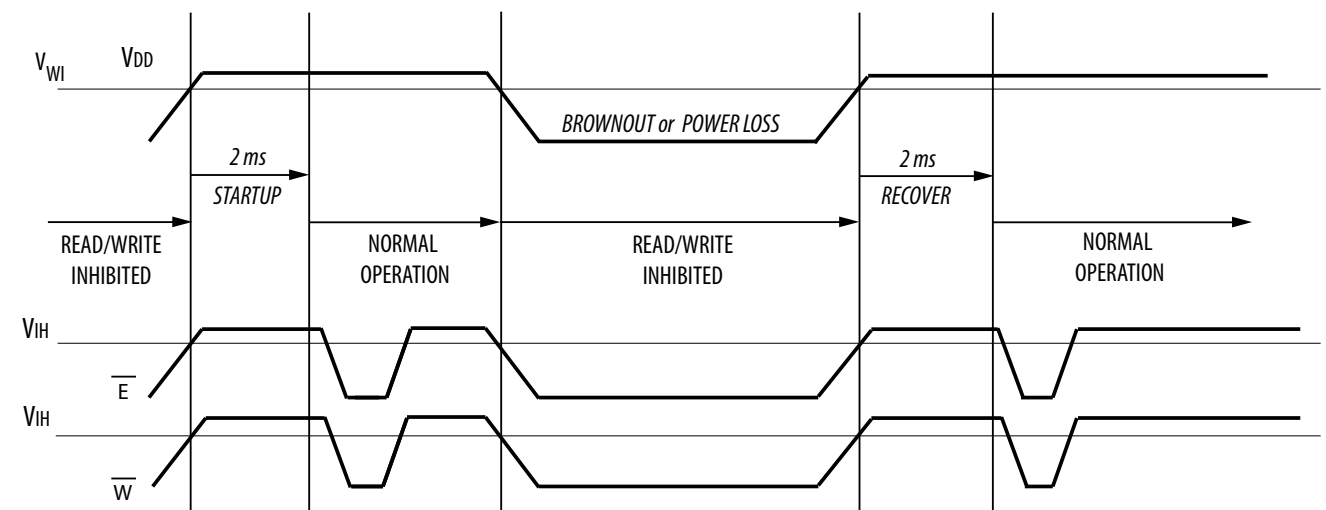 VWI VDD
BROWNOUT or POWER LOSS
2 ms
STARTUP
2 ms
RECOVER
READ/WRITE
INHIBITED
NORMAL
OPERATION
READ/WRITE
INHIBITED
NORMAL
OPERATION
VIH
E
VIH
W